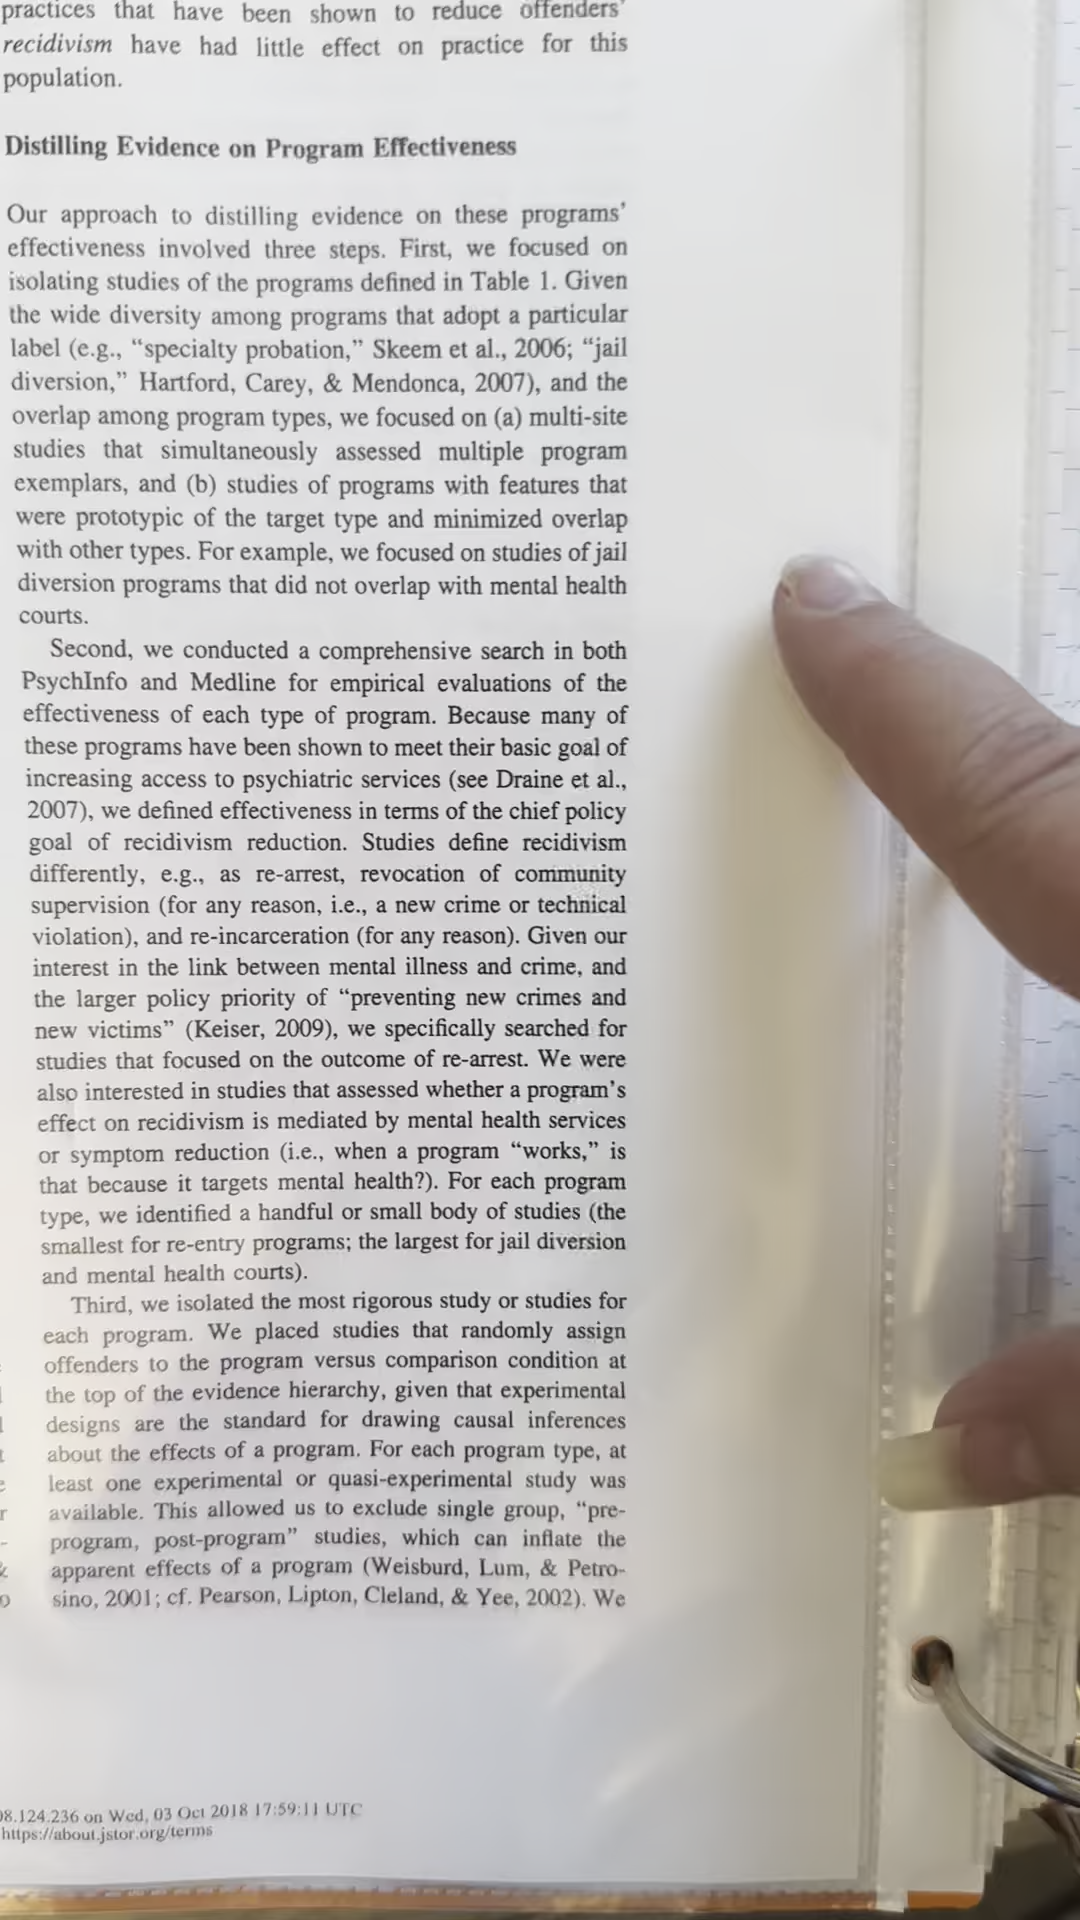 practices that have been shown to reduce offenders'
recidivism have had little effect on practice for this
population.
Distilling Evidence on Program Effectiveness
Our approach to distilling evidence on these programs'
effectiveness involved three steps. First, we focused on
isolating studies of the programs defined in Table 1. Given
the wide diversity among programs that adopt a particular
label (e.g., “specialty probation,” Skeem et al., 2006; “jail
diversion,” Hartford, Carey, & Mendonca, 2007), and the
overlap among program types, we focused on (a) multi-site
studies that simultaneously assessed multiple program
exemplars, and (b) studies of programs with features that
were prototypic of the target type and minimized overlap
with other types. For example, we focused on studies of jail
diversion programs that did not overlap with mental health
courts.
Second, we conducted a comprehensive search in both
PsychInfo and Medline for empirical evaluations of the
effectiveness of each type of program. Because many of
these programs have been shown to meet their basic goal of
increasing access to psychiatric services (see Draine et al.,
2007), we defined effectiveness in terms of the chief policy
goal of recidivism reduction. Studies define recidivism
differently, e.g., as re-arrest, revocation of community
supervision (for any reason, i.e., a new crime or technical
violation), and re-incarceration (for any reason). Given our
interest in the link between mental illness and crime, and
the larger policy priority of “preventing new crimes and
new victims” (Keiser, 2009), we specifically searched for
studies that focused on the outcome of re-arrest. We were
also interested in studies that assessed whether a program's
effect on recidivism is mediated by mental health services
or symptom reduction (i.e., when a program “works,” is
that because it targets mental health?). For each program
type, we identified a handful or small body of studies (the
smallest for re-entry programs; the largest for jail diversion
and mental health courts).
Third, we isolated the most rigorous study or studies for
each program. We placed studies that randomly assign
offenders to the program versus comparison condition at
the top of the evidence hierarchy, given that experimental
designs are the standard for drawing causal inferences
about the effects of a program. For each program type, at
least one experimental or quasi-experimental study was
available. This allowed us to exclude single group, “pre-
program, post-program” studies, which can inflate the
apparent effects of a program (Weisburd, Lum, & Petro-
sino, 2001; cf. Pearson, Lipton, Cleland, & Yee, 2002). We
08.124.236 on Wed, 03 Oct 2018 17:59:11 UTC
https://about.jstor.org/terms